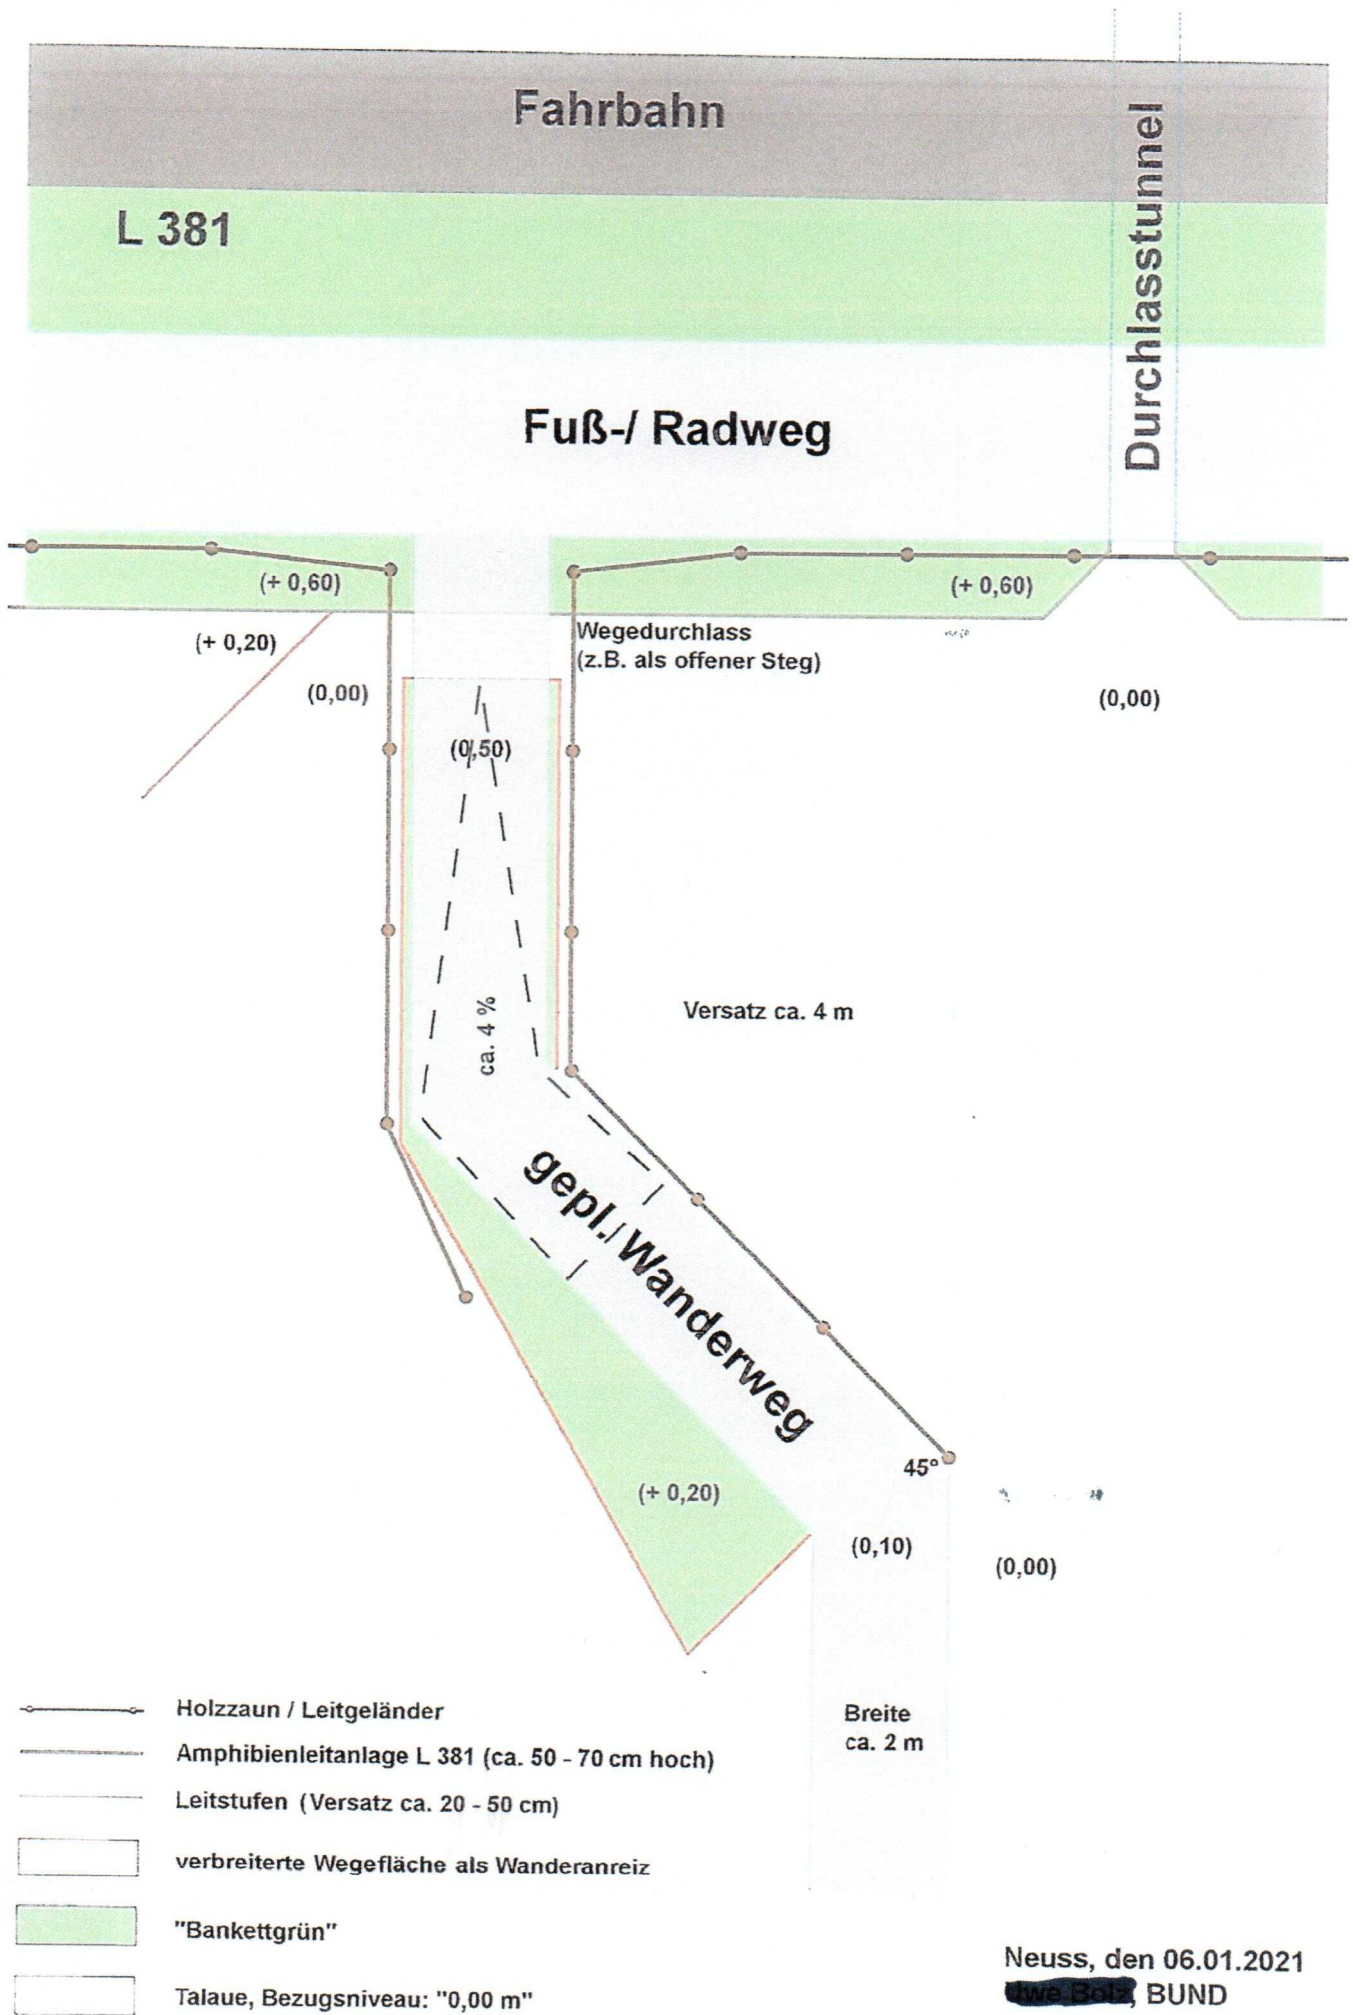 Fahrbahn
L 381
Durchlasstunnel
Fuß-/ Radweg
(+ 0,60)
(+ 0,60)
(+ 0,20)
Wegedurchlass
(z.B. als offener Steg)
(0,00)
(0,00)
(0,50)
ca. 4 %
Versatz ca. 4 m
gepl. Wanderweg
45°
(+ 0,20)
(0,10)
(0,00)
Breite
ca. 2 m
Holzzaun / Leitgeländer
Amphibienleitanlage L 381 (ca. 50 - 70 cm hoch)
Leitstufen (Versatz ca. 20 - 50 cm)
verbreiterte Wegefläche als Wanderanreiz
"Bankettgrün"
Talaue, Bezugsniveau: "0,00 m"
Neuss, den 06.01.2021
, BUND